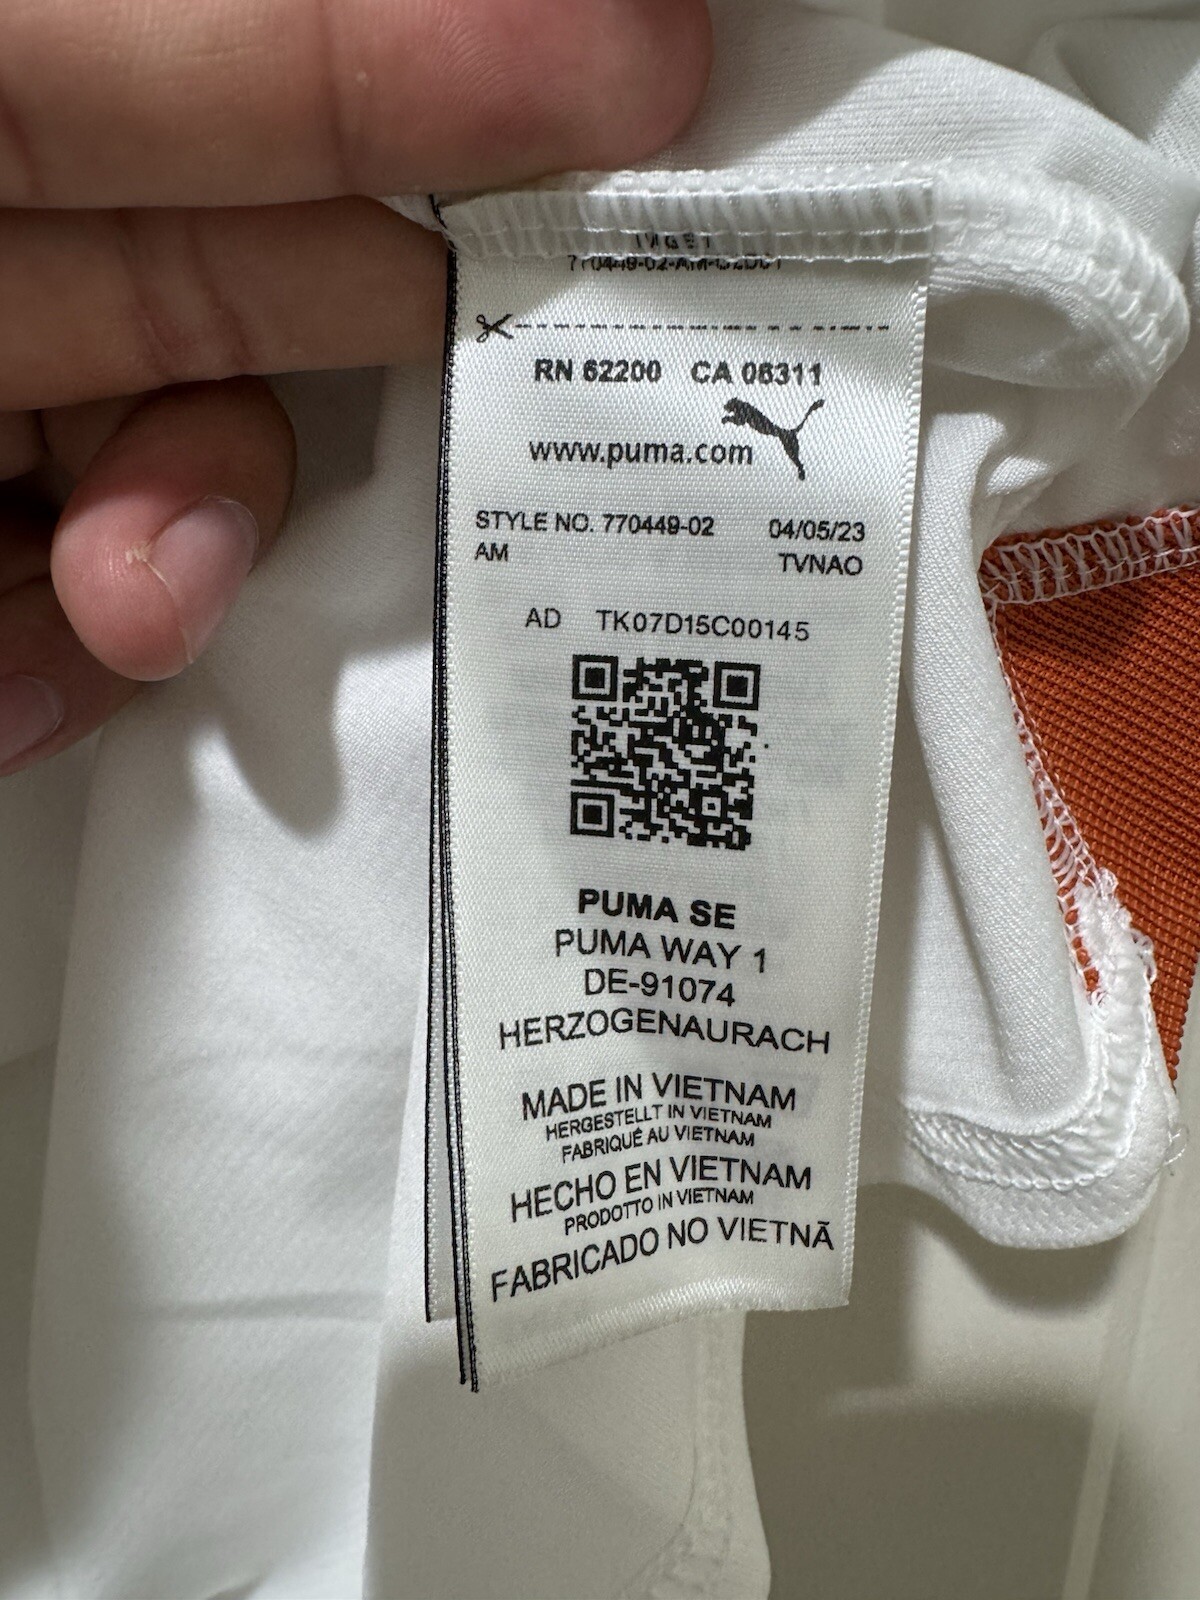 RN 62200 CA 06311
www.puma.com
STYLE NO. 770449-02 04/05/23
AM TVNAO
AD TK07D15C00145
PUMA SE
PUMA WAY 1
DE-91074
HERZOGENAURACH
MADE IN VIETNAM
HERGESTELLT IN VIETNAM
FABRIQUÉ AU VIETNAM
HECHO EN VIETNAM
PRODOTTO IN VIETNAM
FABRICADO NO VIETNÃ